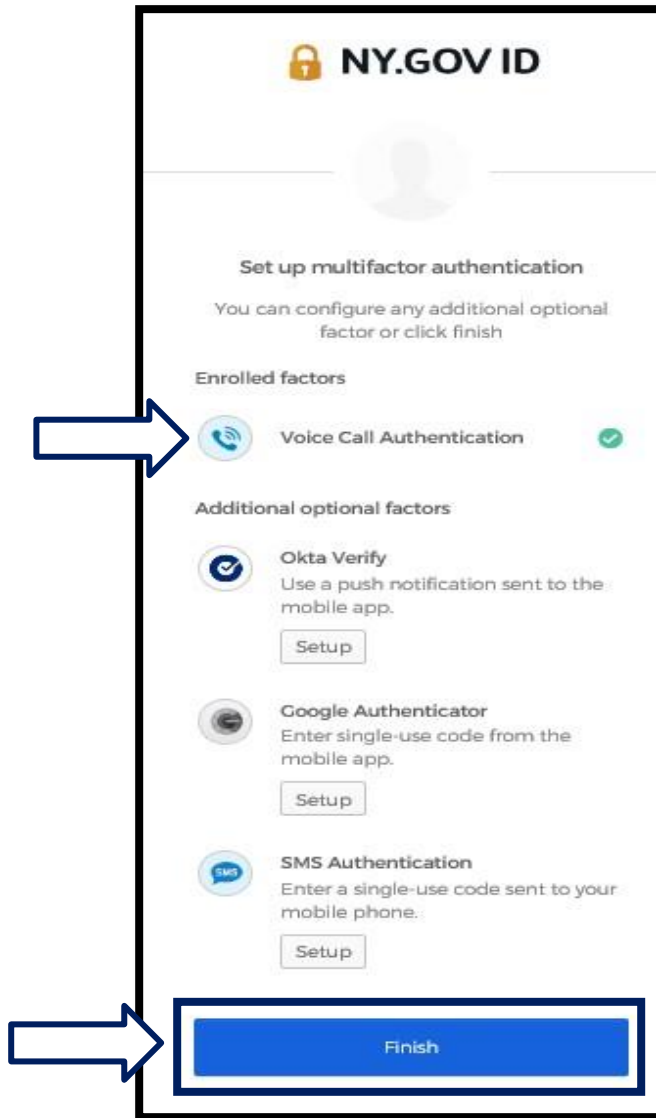 NY.GOV ID
Set up multifactor authentication
You can configure any additional optional
factor or click finish
Enrolled factors
Voice Call Authentication
Additional optional factors
Okta Verify
Use a push notification sent to the
mobile app.
Setup
Google Authenticator
Enter single-use code from the
mobile app.
Setup
SMS
SMS Authentication
Enter a single-use code sent to your
mobile phone.
Setup
Finish